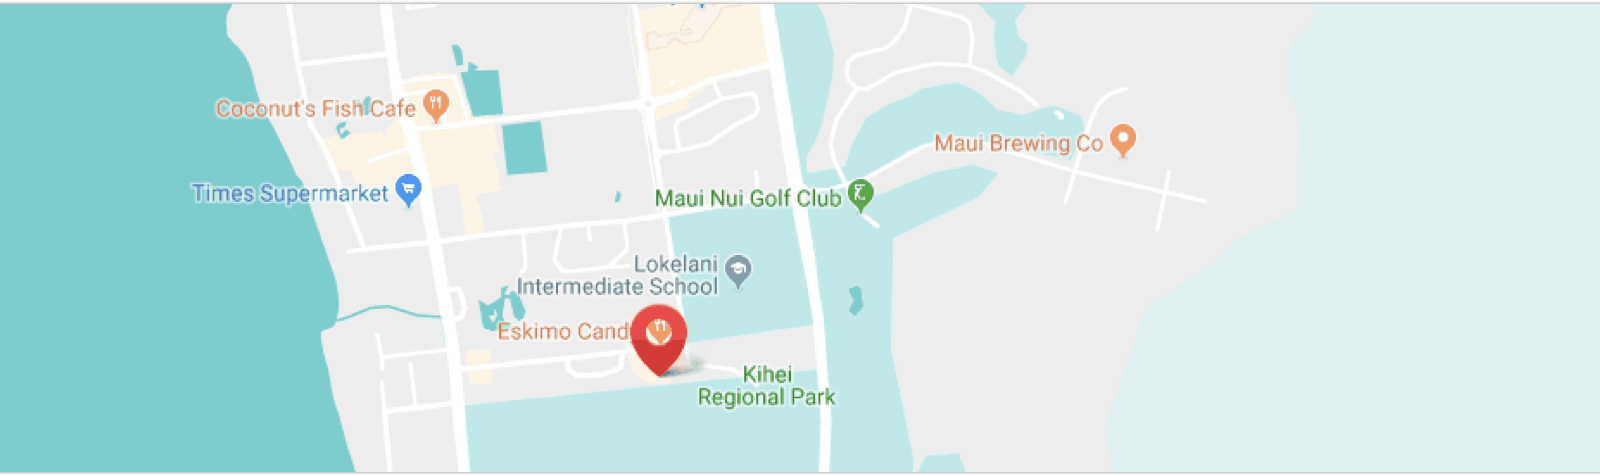 Coconut's Fish Cafe
Maui Brewing Co
Times Supermarket
Maui Nui Golf Club
Lokelani
Intermediate School
Eskimo Cand
Kihei
Regional Park